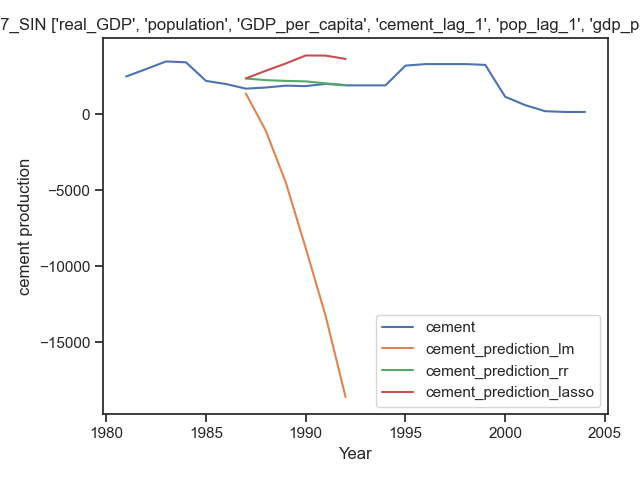 7_SIN ['real_GDP', 'population', 'GDP_per_capita', 'cement_lag_1', 'pop_lag_1', 'gdp_p
0
−5000
−10000
−15000
cement production
1980 1985 1990 1995 2000 2005
Year
cement
cement_prediction_lm
cement_prediction_rr
cement_prediction_lasso